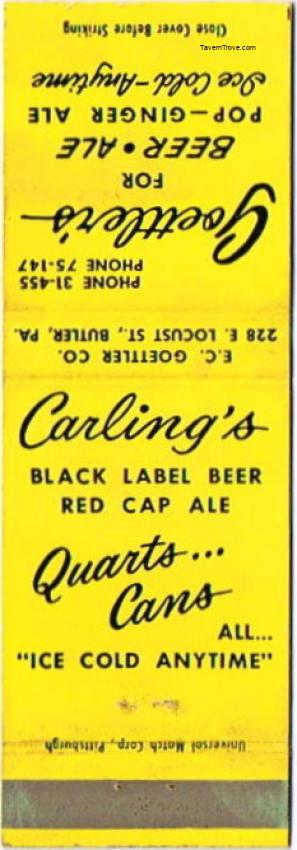 TavernTrove.com
Goettler's
FOR
BEER • ALE
POP—GINGER ALE
Ice Cold—Anytime
Close Cover Before Striking
E.C. GOETTLER CO.
228 E. LOCUST ST., BUTLER, PA.
PHONE 75-147
PHONE 31-455
Carling's
BLACK LABEL BEER
RED CAP ALE
Quarts...
Cans
ALL...
"ICE COLD ANYTIME"
Universal Match Corp., Pittsburgh